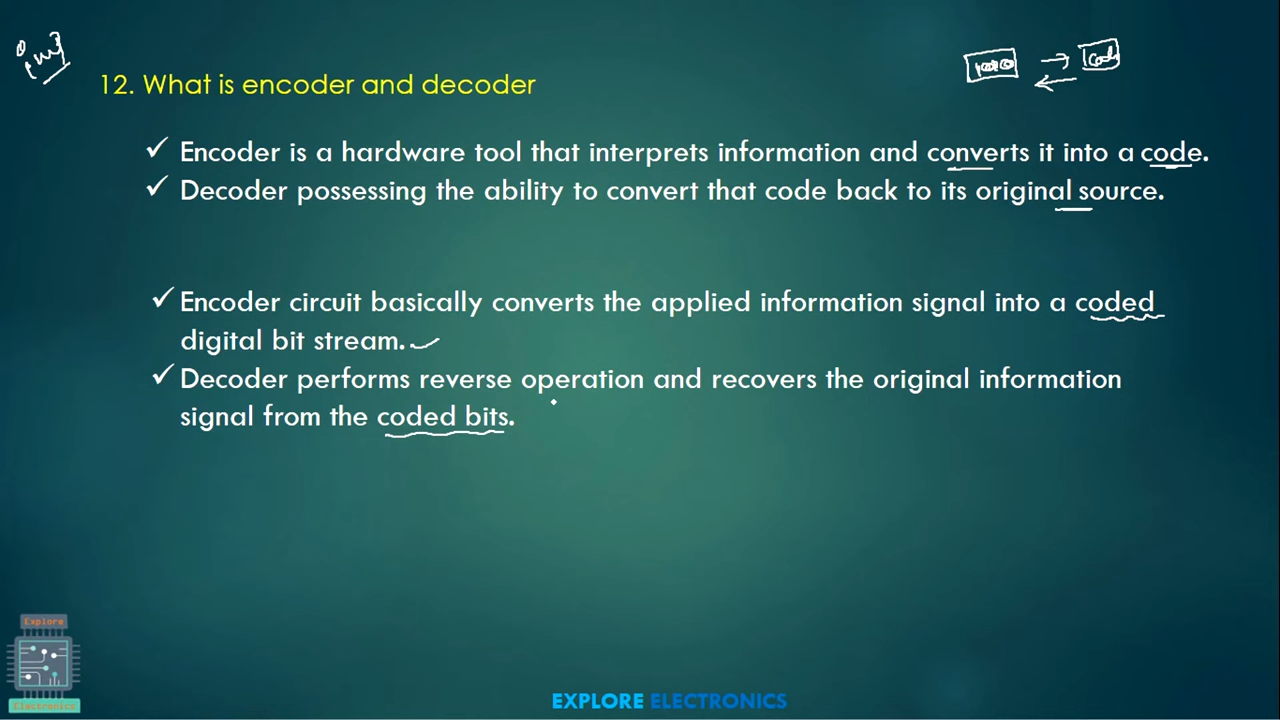 12. What is encoder and decoder
Encoder is a hardware tool that interprets information and converts it into a code.
Decoder possessing the ability to convert that code back to its original source.
Encoder circuit basically converts the applied information signal into a coded
digital bit stream.
Decoder performs reverse operation and recovers the original information
signal from the coded bits.
Explore
Electronics
EXPLORE ELECTRONICS